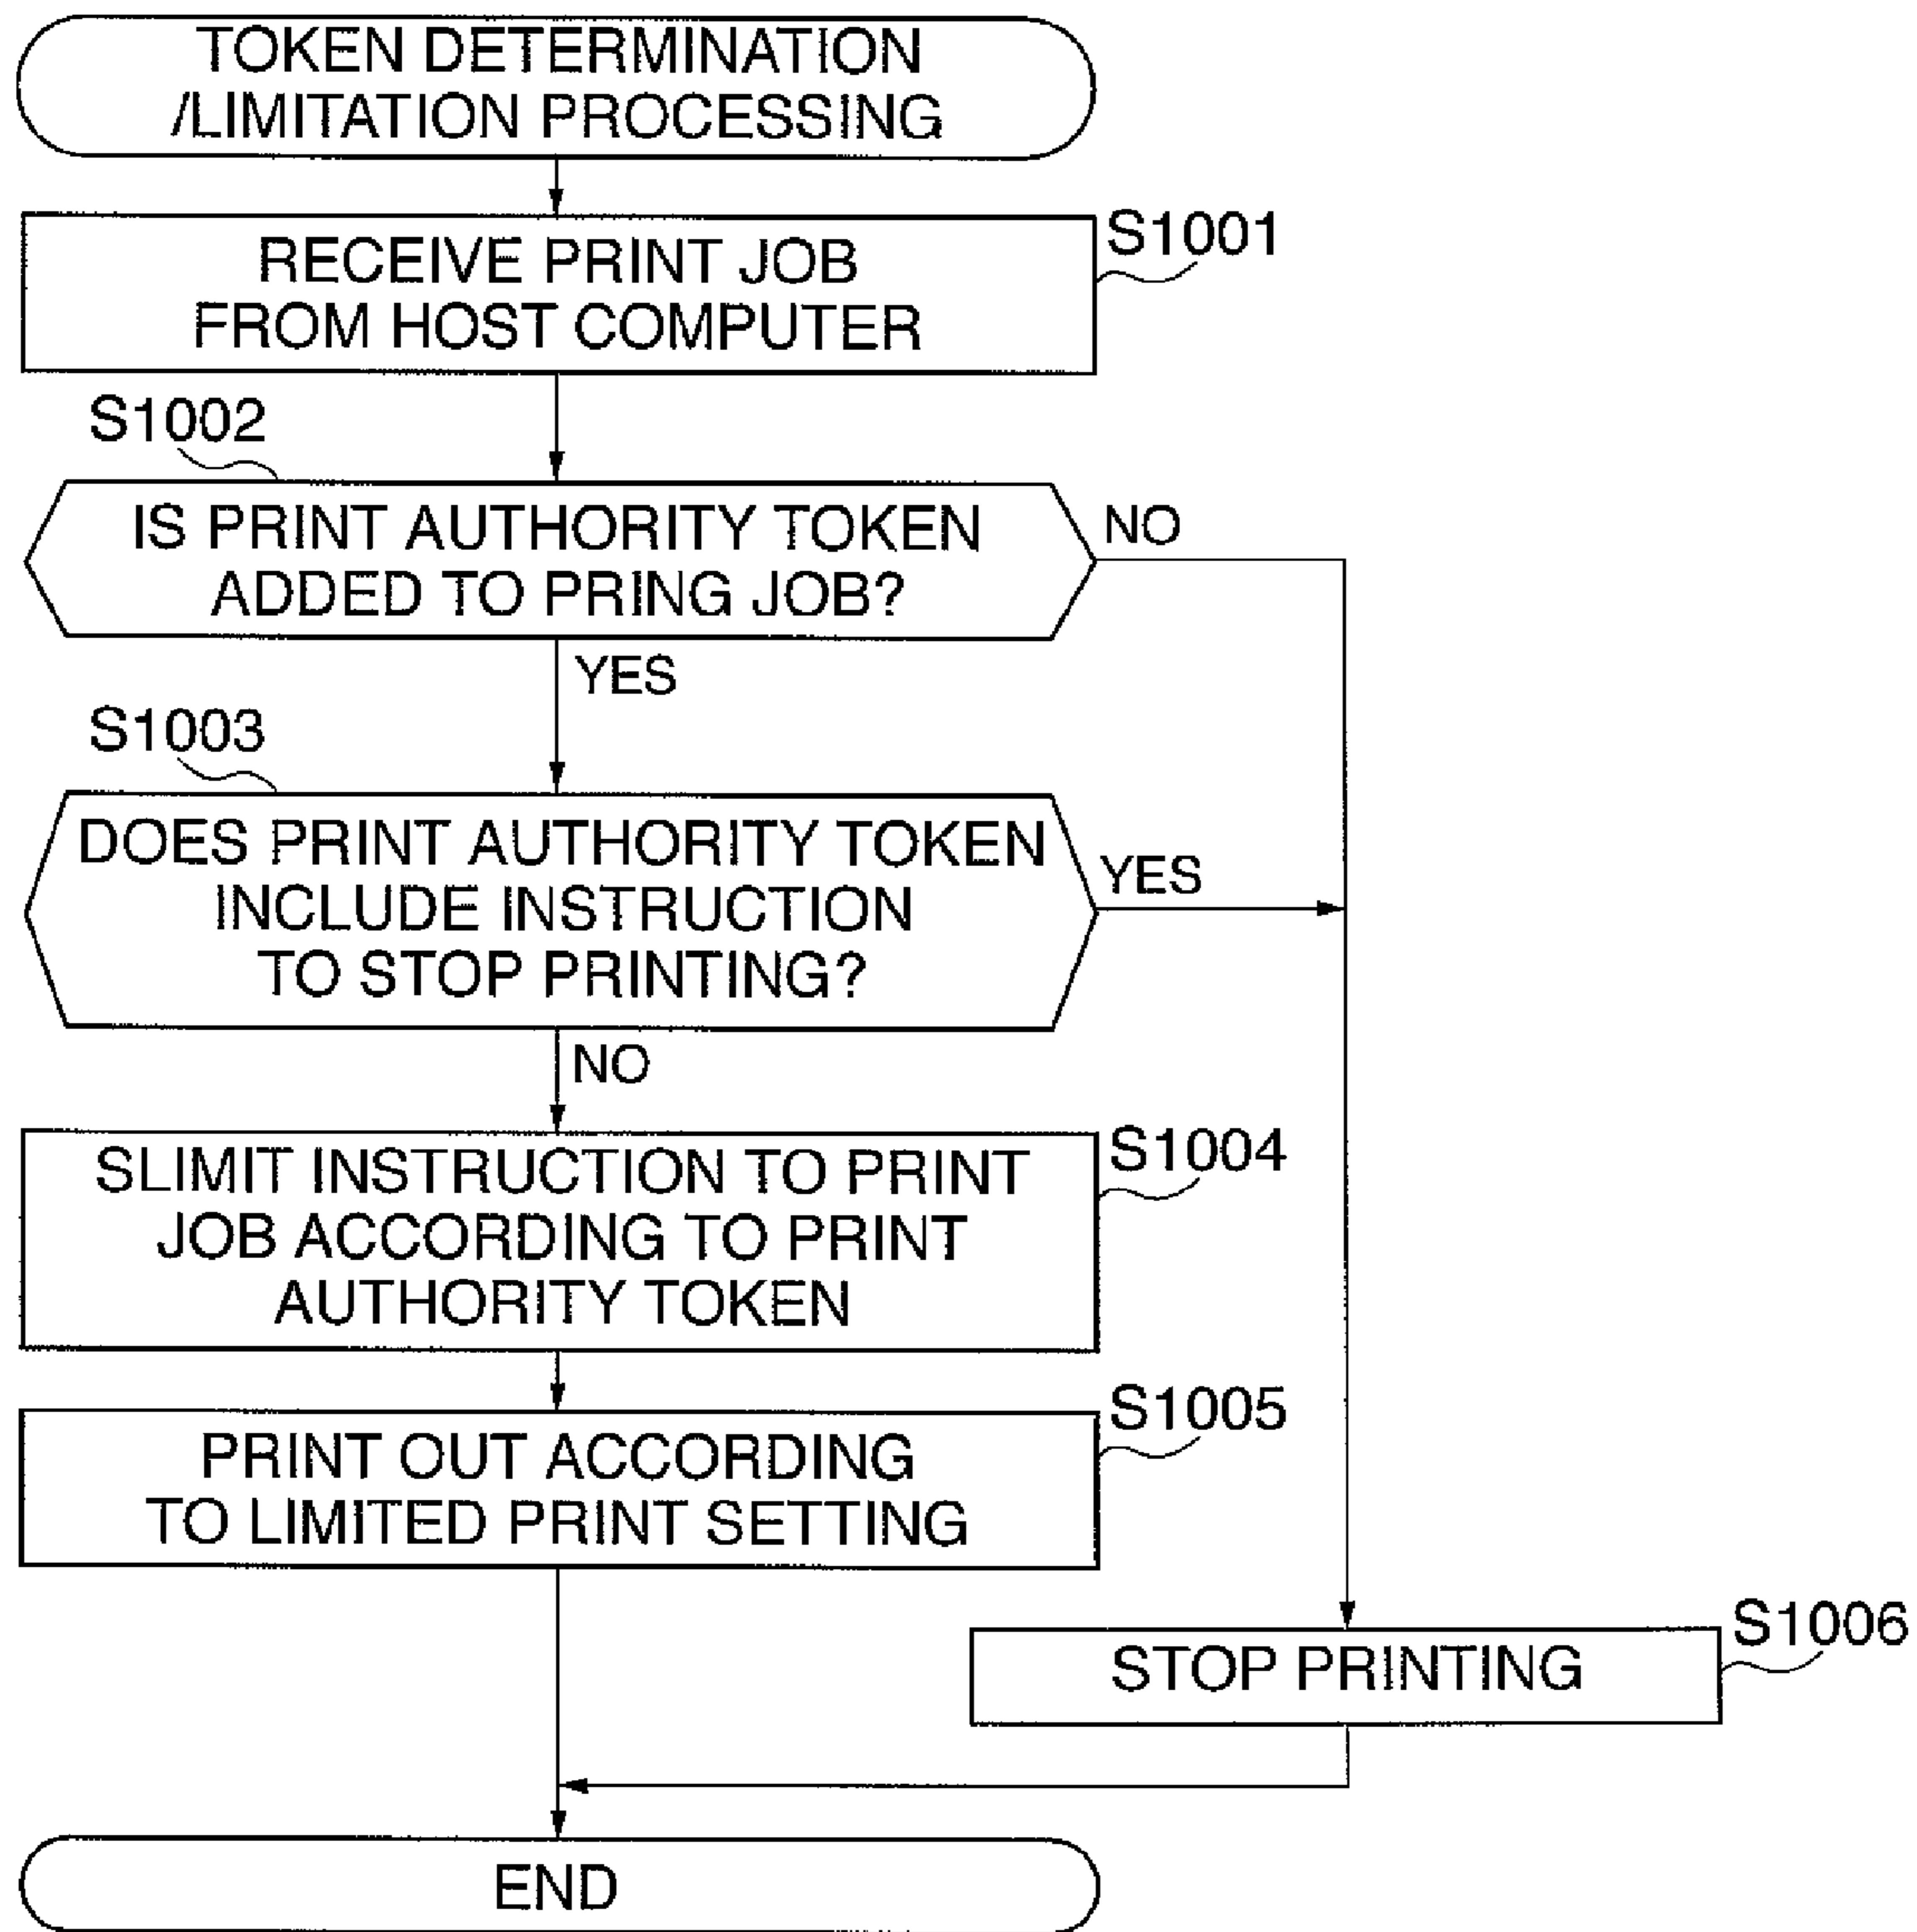 TOKEN DETERMINATION
/LIMITATION PROCESSING
S1001
RECEIVE PRINT JOB
FROM HOST COMPUTER
S1002
IS PRINT AUTHORITY TOKEN
ADDED TO PRING JOB?
NO
YES
S1003
DOES PRINT AUTHORITY TOKEN
INCLUDE INSTRUCTION
TO STOP PRINTING?
YES
NO
S1004
SLIMIT INSTRUCTION TO PRINT
JOB ACCORDING TO PRINT
AUTHORITY TOKEN
S1005
PRINT OUT ACCORDING
TO LIMITED PRINT SETTING
S1006
STOP PRINTING
END